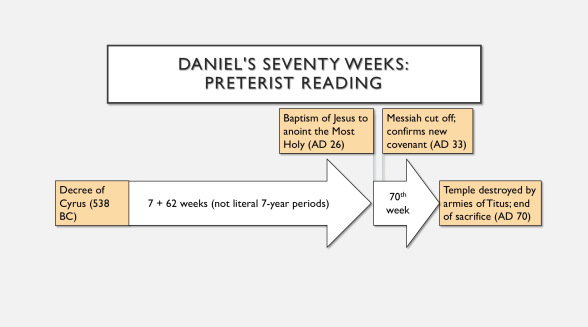 DANIEL'S SEVENTY WEEKS:
PRETERIST READING
Baptism of Jesus to
anoint the Most
Holy (AD 26)
Messiah cut off;
confirms new
covenant (AD 33)
Decree of
Cyrus (538
BC)
7 + 62 weeks (not literal 7-year periods)
70th
week
Temple destroyed by
armies of Titus; end
of sacrifice (AD 70)